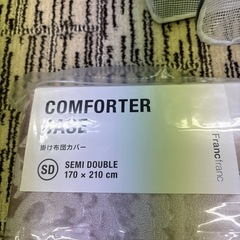 COMFORTER
CASE
掛け布団カバー
SD
SEMI DOUBLE
170 × 210 cm
Francfranc